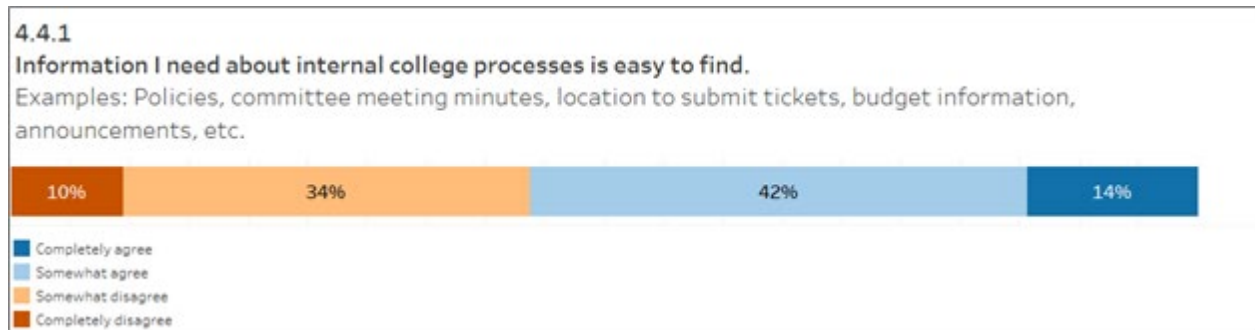 4.4.1
Information I need about internal college processes is easy to find.
Examples: Policies, committee meeting minutes, location to submit tickets, budget information,
announcements, etc.
10% 34% 42% 14%
Completely agree
Somewhat agree
Somewhat disagree
Completely disagree